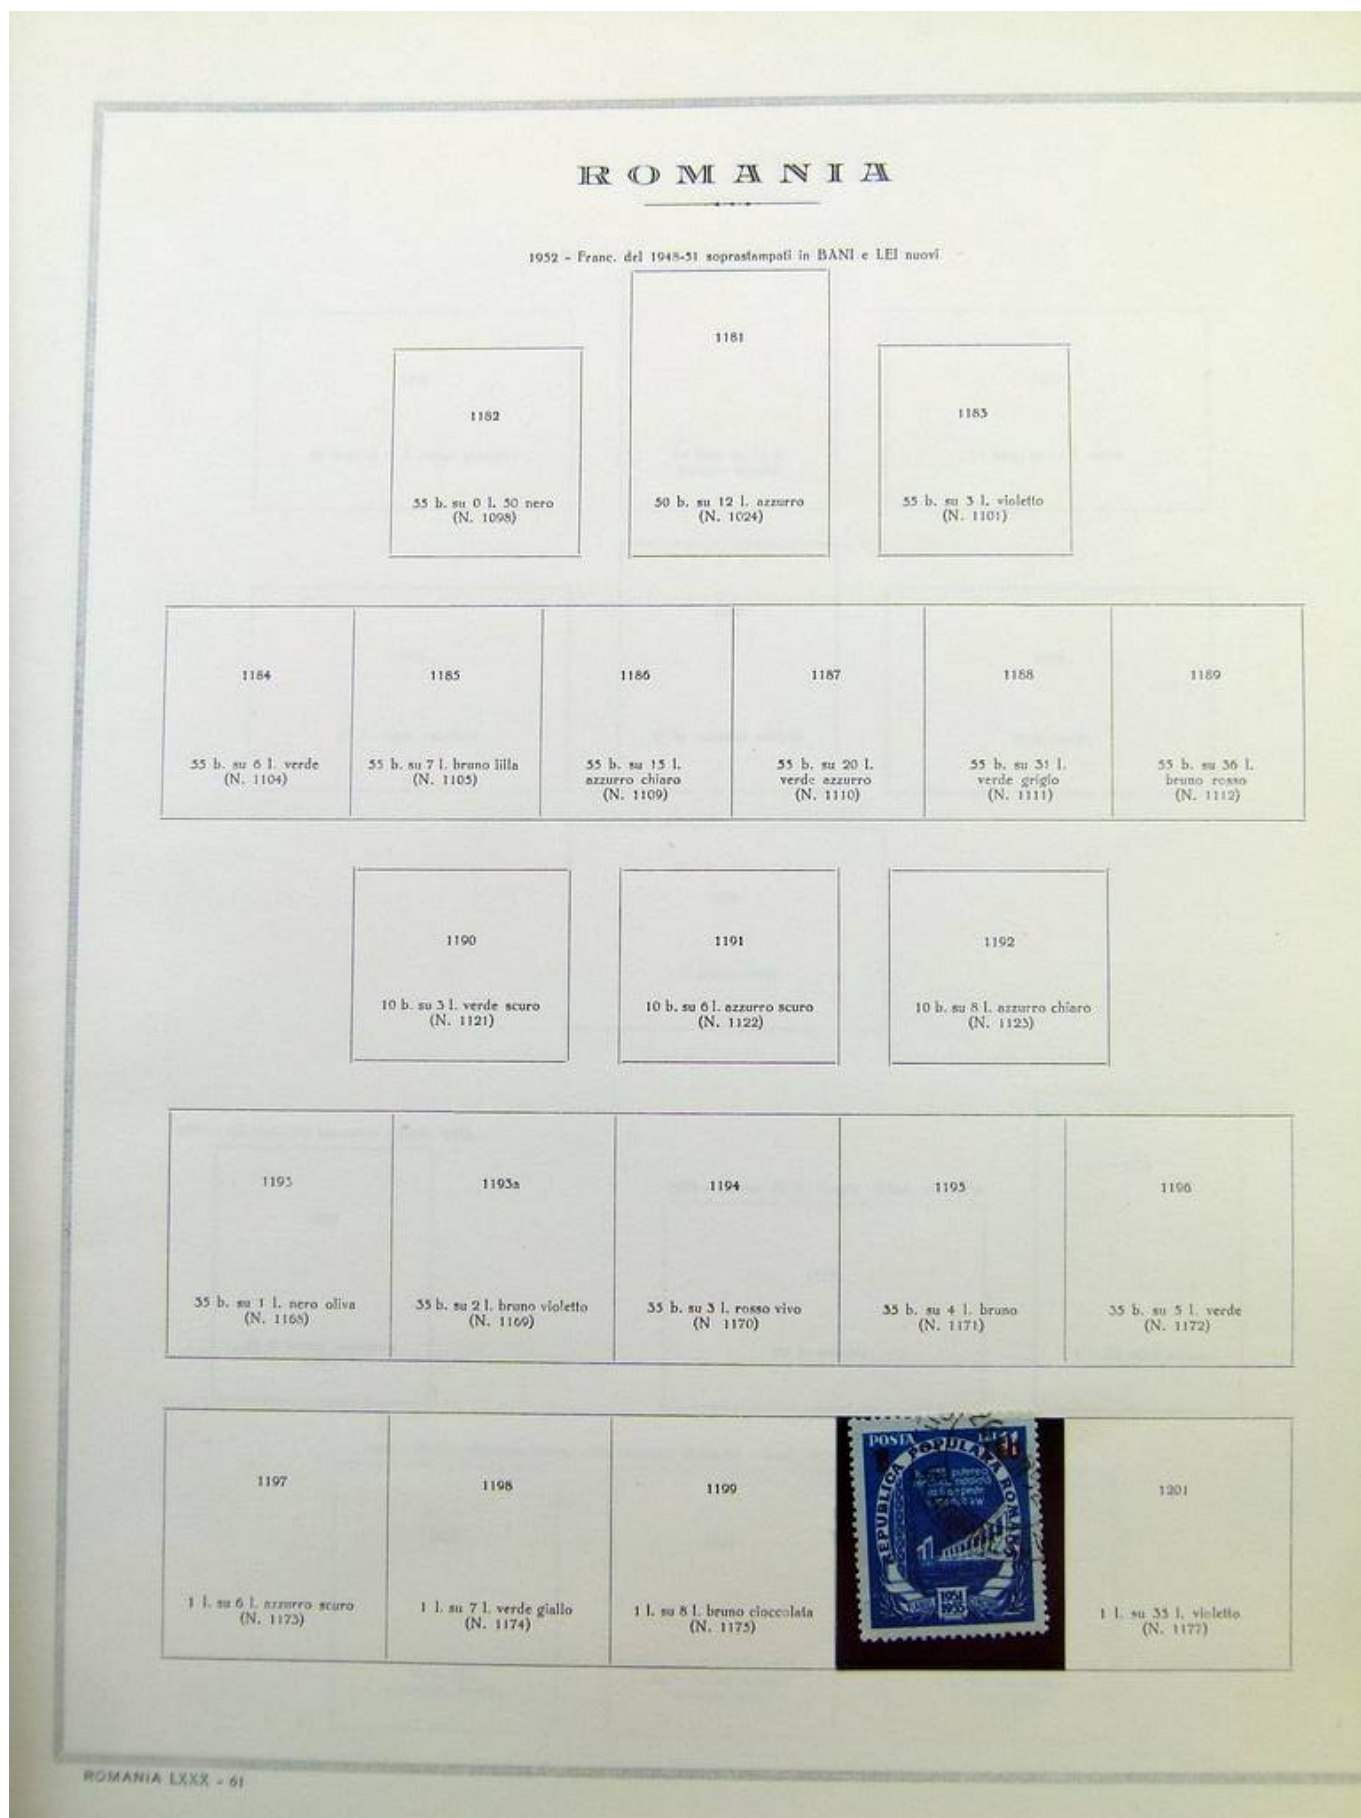 ROMANIA
1952 - Franc. del 1948-51 soprastampati in BANI e LEI nuovi
1181
1182
1183
55 b. su 0 l. 50 nero
(N. 1098)
50 b. su 12 l. azzurro
(N. 1024)
55 b. su 3 l. violetto
(N. 1101)
1184
1185
1186
1187
1188
1189
55 b. su 6 l. verde
(N. 1104)
55 b. su 7 l. bruno lilla
(N. 1105)
55 b. su 15 l.
azzurro chiaro
(N. 1109)
55 b. su 20 l.
verde azzurro
(N. 1110)
55 b. su 31 l.
verde grigio
(N. 1111)
55 b. su 36 l.
bruno rosso
(N. 1112)
1190
1191
1192
10 b. su 3 l. verde scuro
(N. 1121)
10 b. su 6 l. azzurro scuro
(N. 1122)
10 b. su 8 l. azzurro chiaro
(N. 1123)
1193
1193a
1194
1195
1196
35 b. su 1 l. nero oliva
(N. 1168)
35 b. su 2 l. bruno violetto
(N. 1169)
35 b. su 3 l. rosso vivo
(N 1170)
35 b. su 4 l. bruno
(N. 1171)
35 b. su 5 l. verde
(N. 1172)
1197
1198
1199
POSTA
REPUBLICA POPULARA ROMANA
1951
1955
1201
1 l. su 6 l. azzurro scuro
(N. 1173)
1 l. su 7 l. verde giallo
(N. 1174)
1 l. su 8 l. bruno cioccolata
(N. 1175)
1 l. su 35 l. violetto
(N. 1177)
ROMANIA LXXX - 61